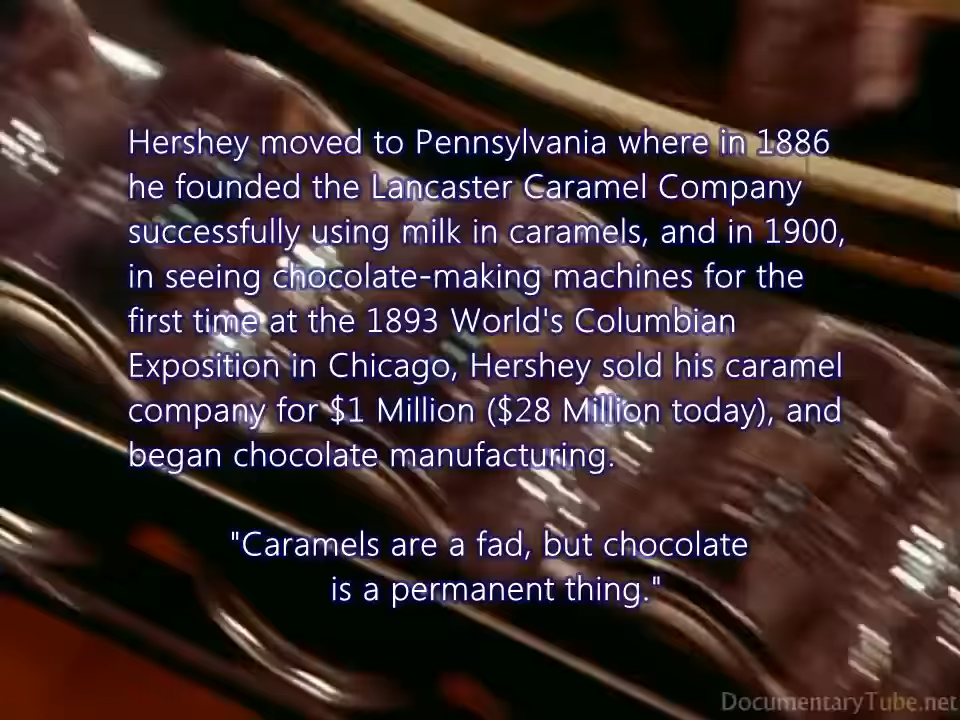 Hershey moved to Pennsylvania where in 1886
he founded the Lancaster Caramel Company
successfully using milk in caramels, and in 1900,
in seeing chocolate-making machines for the
first time at the 1893 World's Columbian
Exposition in Chicago, Hershey sold his caramel
company for $1 Million ($28 Million today), and
began chocolate manufacturing.
"Caramels are a fad, but chocolate
is a permanent thing."
DocumentaryTube.net